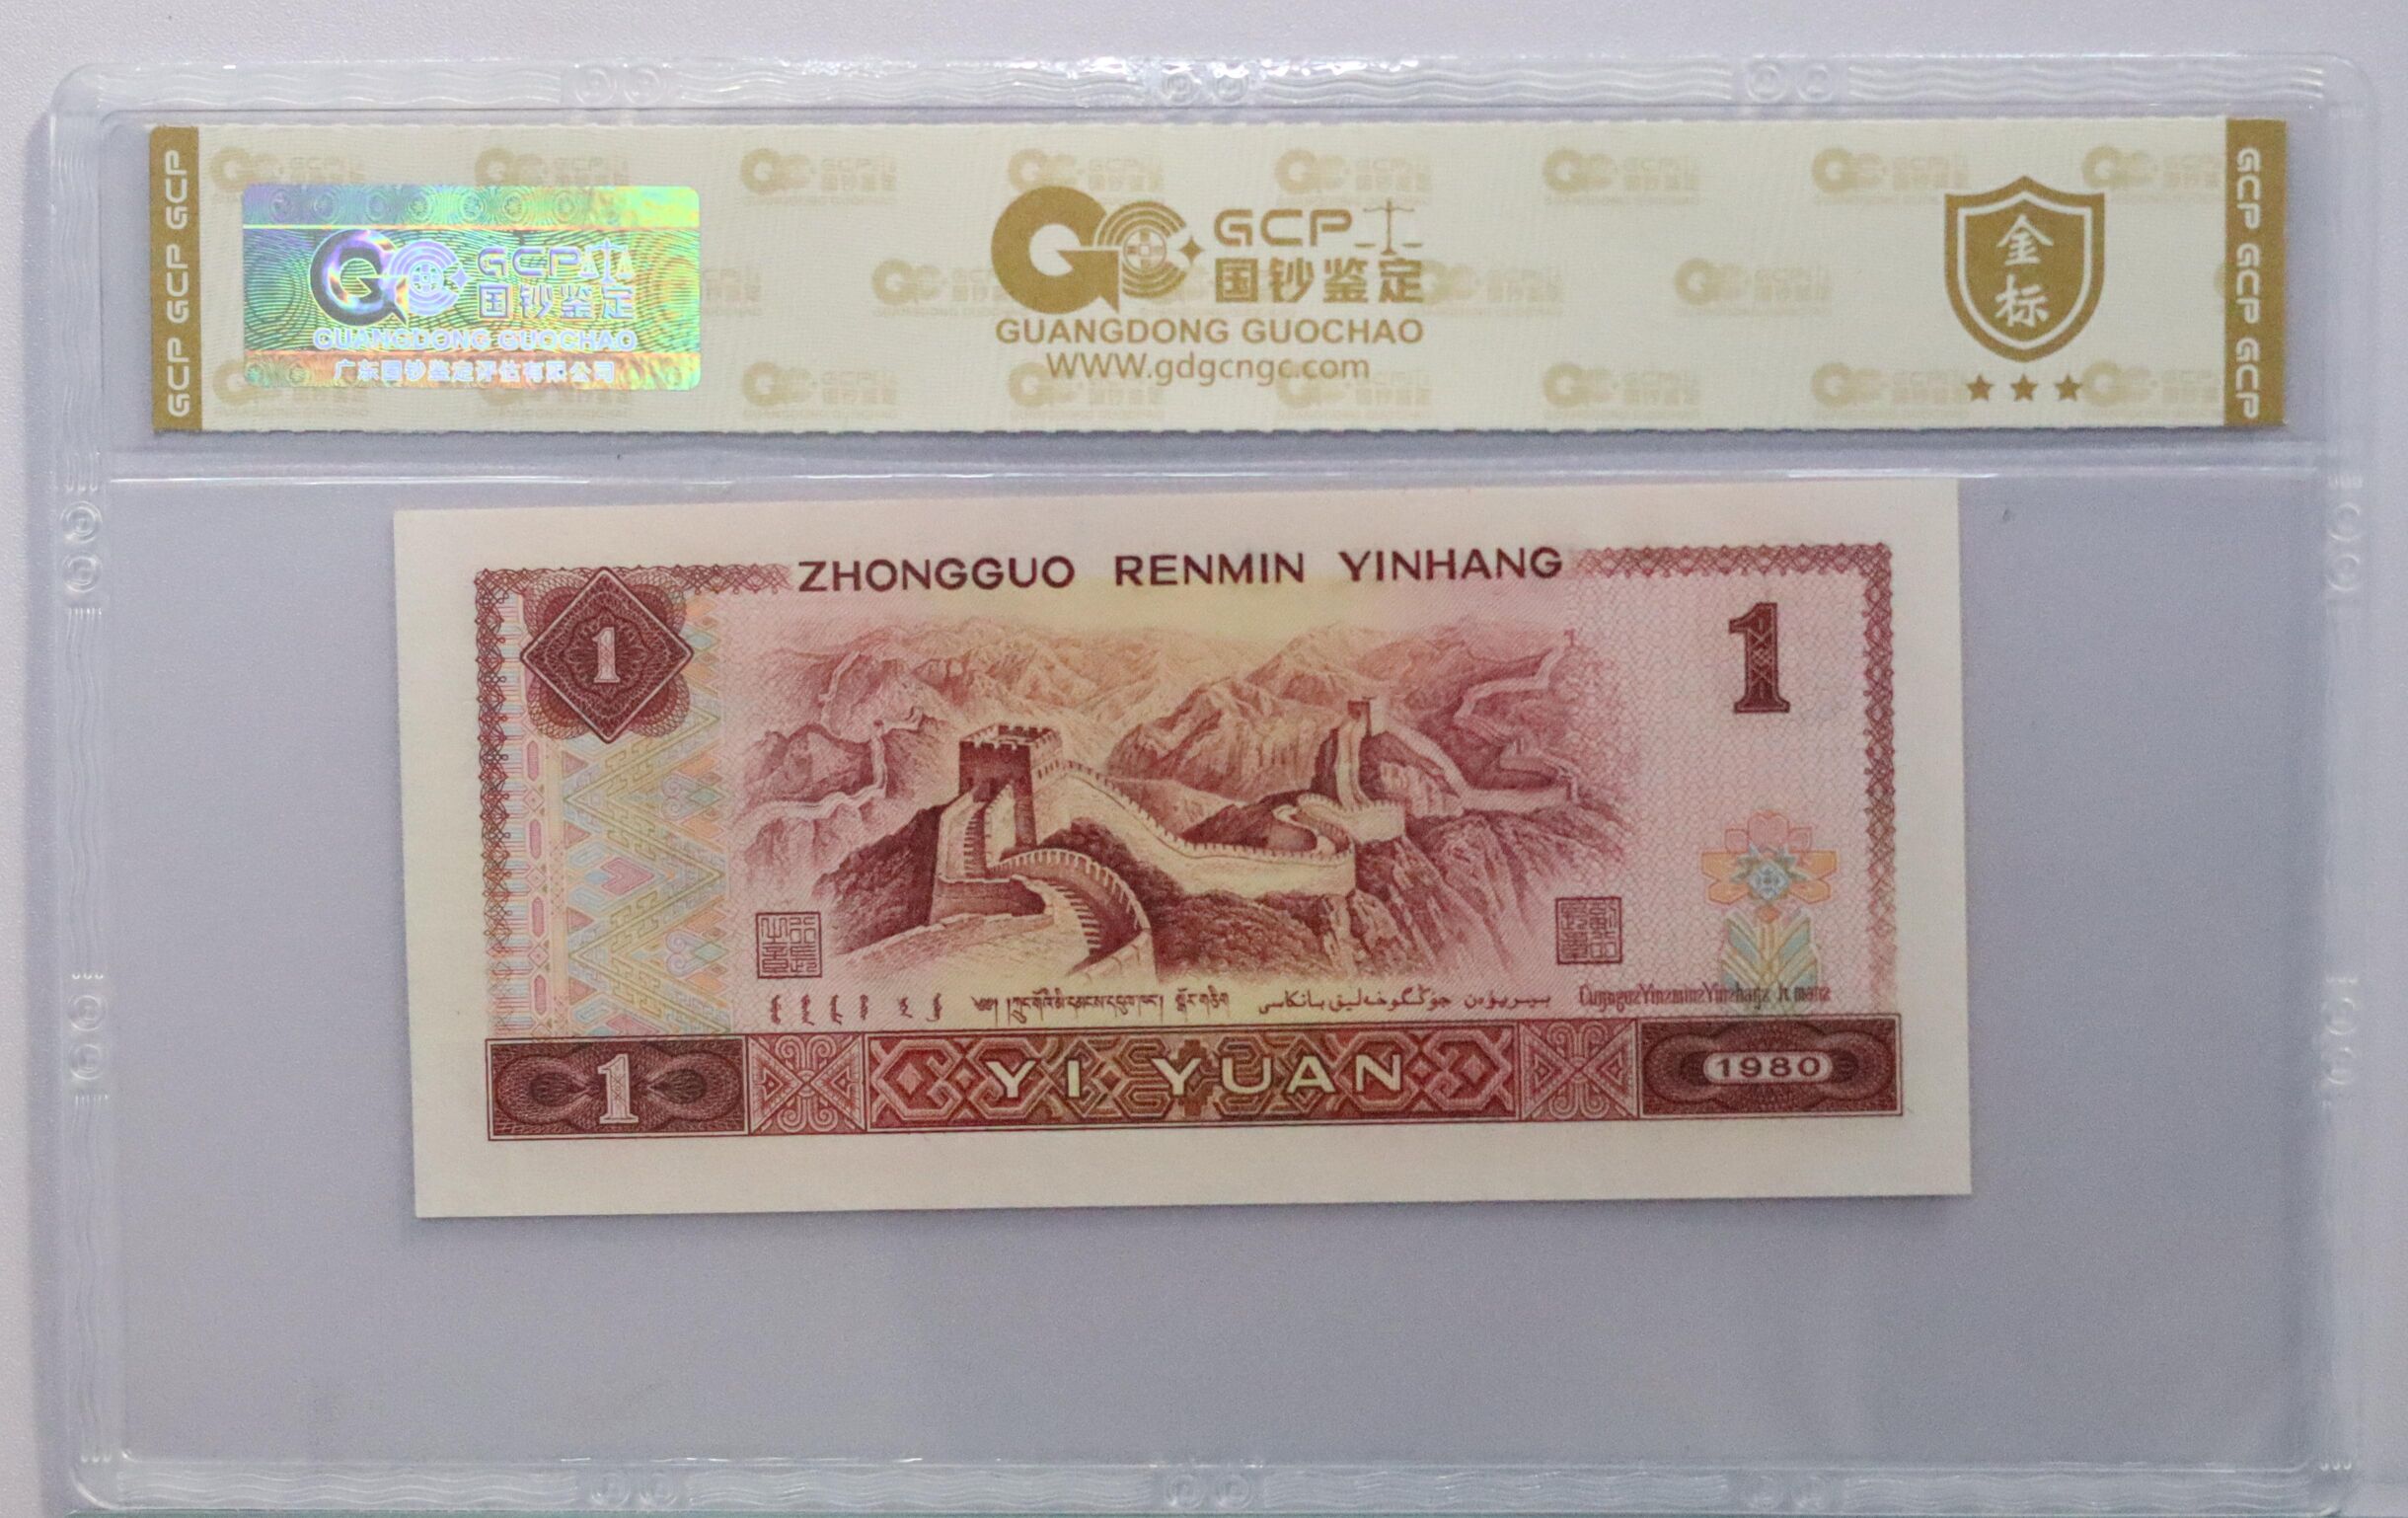 GCP GCP GCP
GCP
国钞鉴定
GUANGDONG GUOCHAO
广东国钞鉴定评估有限公司
GCP
国钞鉴定
GUANGDONG GUOCHAO
WWW.gdgcngc.com
金标
GCP GCP GCP
ZHONGGUO RENMIN YINHANG
1
1
1
YI YUAN
1980